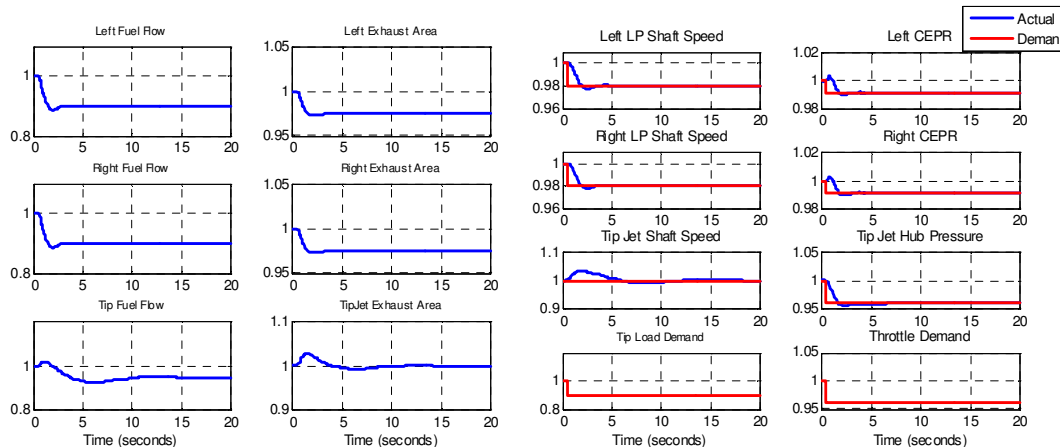 Left Fuel Flow
1
0.8
0 5 10 15 20
Right Fuel Flow
1
0.8
0 5 10 15 20
Tip Fuel Flow
1
0.8
0 5 10 15 20
Time (seconds)
Left Exhaust Area
1.05
1
0.95
0 5 10 15 20
Right Exhaust Area
1.05
1
0.95
0 5 10 15 20
TipJet Exhaust Area
1.1
1
0.9
0 5 10 15 20
Time (seconds)
Left LP Shaft Speed
1
0.98
0.96
0 5 10 15 20
Right LP Shaft Speed
1
0.98
0.96
0 5 10 15 20
Tip Jet Shaft Speed
1.1
1
0.9
0 5 10 15 20
Tip Load Demand
1
0.8
0 5 10 15 20
Time (seconds)
Left CEPR
1.02
1
0.98
0 5 10 15 20
Right CEPR
1.02
1
0.98
0 5 10 15 20
Tip Jet Hub Pressure
1.05
1
0.95
0 5 10 15 20
Throttle Demand
1.05
1
0.95
0 5 10 15 20
Time (seconds)
Actual
Deman